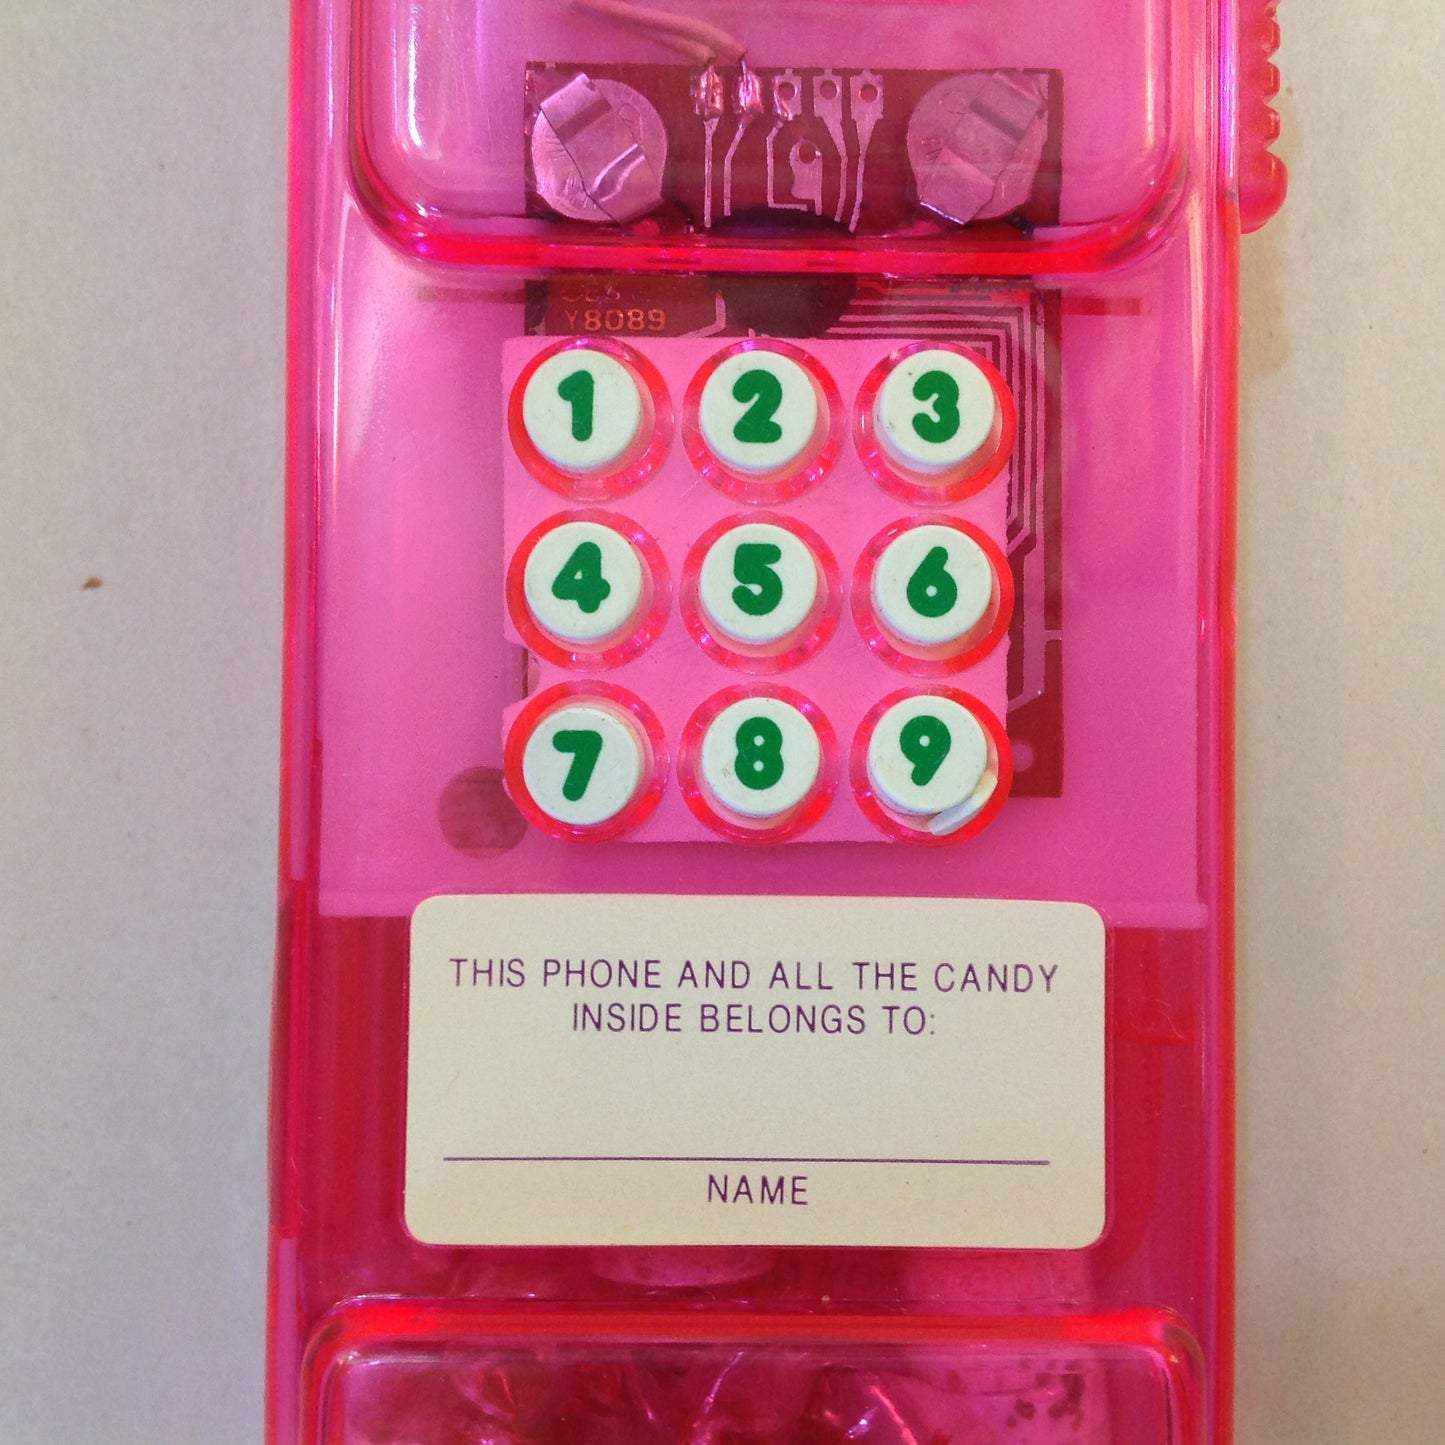 Y8089
1 2 3
4 5 6
7 8 9
THIS PHONE AND ALL THE CANDY
INSIDE BELONGS TO:
NAME